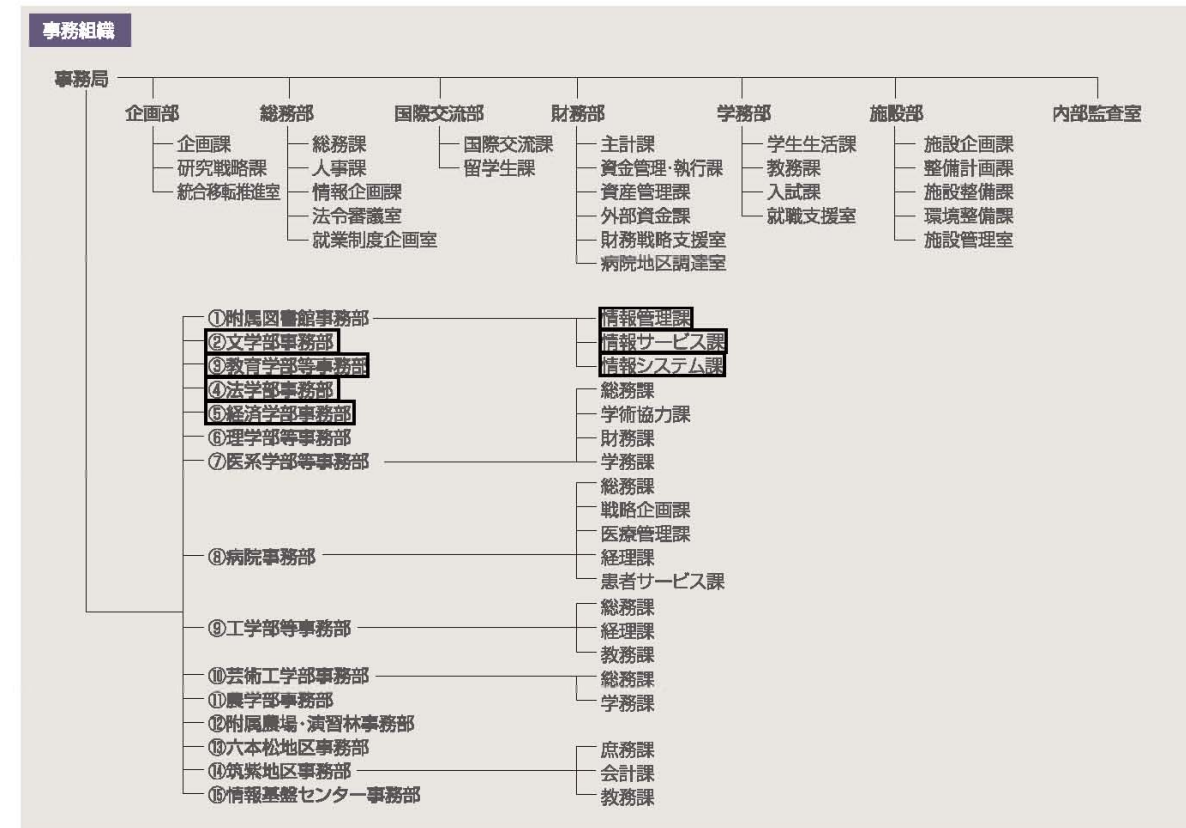 事務組織
事務局
企画部 総務部 国際交流部 財務部 学務部 施設部 内部監査室
企画課 総務課 国際交流課 主計課 学生生活課 施設企画課
研究戦略課 人事課 留学生課 資金管理・執行課 教務課 整備計画課
統合移転推進室 情報企画課 資産管理課 入試課 施設整備課
法令審議室 外部資金課 就職支援室 環境整備課
就業制度企画室 財務戦略支援室 施設管理室
病院地区調達室
①附属図書館事務部 情報管理課
②文学部事務部 情報サービス課
③教育学部等事務部 情報システム課
④法学部事務部 総務課
⑤経済学部事務部 学術協力課
⑥理学部等事務部 財務課
⑦医系学部等事務部 学務課
総務課
戦略企画課
医療管理課
⑧病院事務部 経理課
患者サービス課
総務課
⑨工学部等事務部 経理課
教務課
⑩芸術工学部事務部 総務課
⑪農学部事務部 学務課
⑫附属農場・演習林事務部
⑬六本松地区事務部 庶務課
⑭筑紫地区事務部 会計課
⑮情報基盤センター事務部 教務課